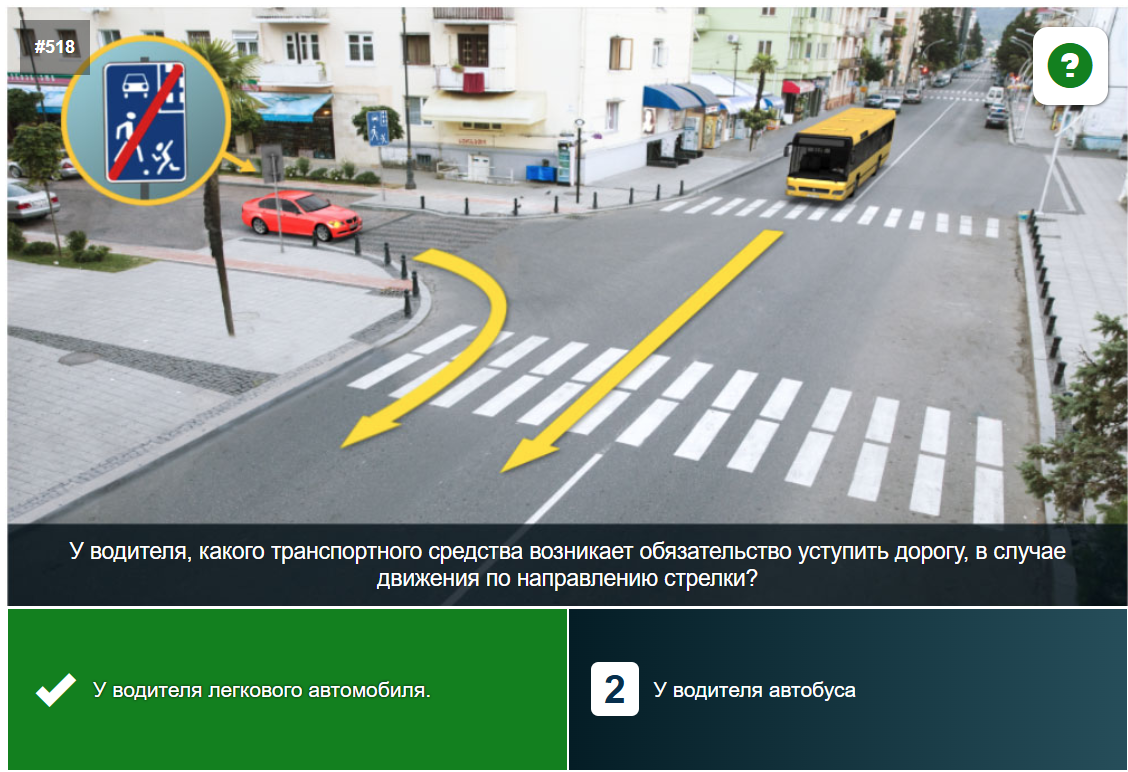 #518
?
У водителя, какого транспортного средства возникает обязательство уступить дорогу, в случае
движения по направлению стрелки?
У водителя легкового автомобиля.
2 У водителя автобуса